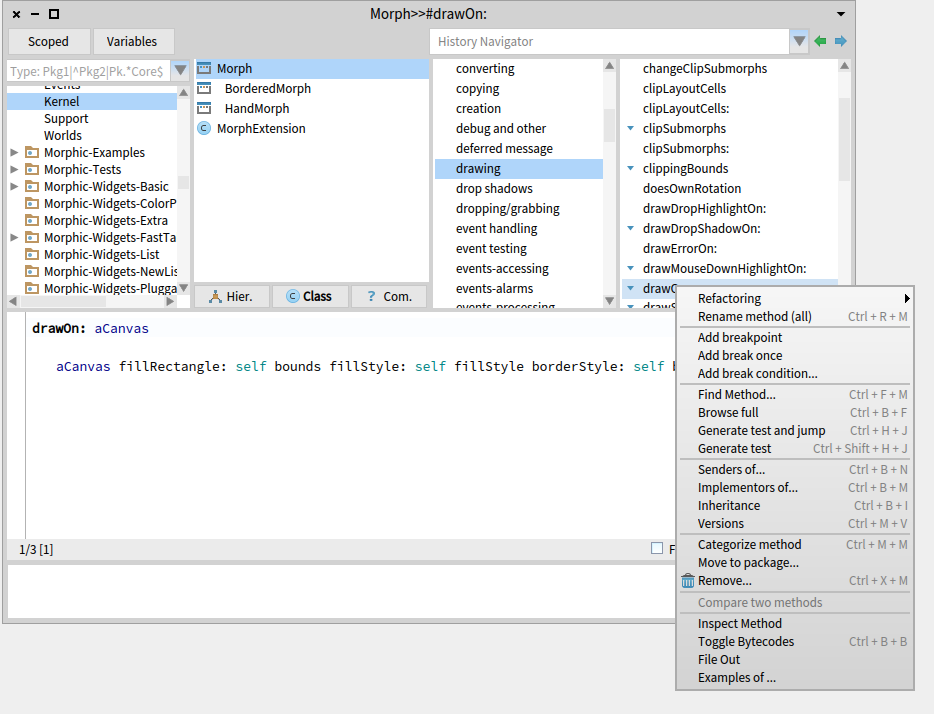 Morph>>#drawOn:
Scoped
Variables
History Navigator
Type: Pkg1|^Pkg2|Pk.*Core$
Events
Kernel
Support
Worlds
Morphic-Examples
Morphic-Tests
Morphic-Widgets-Basic
Morphic-Widgets-ColorP
Morphic-Widgets-Extra
Morphic-Widgets-FastTa
Morphic-Widgets-List
Morphic-Widgets-NewLis
Morphic-Widgets-Plugga
Morph
BorderedMorph
HandMorph
C MorphExtension
Hier.
C Class
? Com.
converting
copying
creation
debug and other
deferred message
drawing
drop shadows
dropping/grabbing
event handling
event testing
events-accessing
events-alarms
events-processing
changeClipSubmorphs
clipLayoutCells
clipLayoutCells:
clipSubmorphs
clipSubmorphs:
clippingBounds
doesOwnRotation
drawDropHighlightOn:
drawDropShadowOn:
drawErrorOn:
drawMouseDownHighlightOn:
drawO
drawOn: aCanvas
aCanvas fillRectangle: self bounds fillStyle: self fillStyle borderStyle: self b
1/3 [1]
F
Refactoring
Rename method (all) Ctrl + R + M
Add breakpoint
Add break once
Add break condition...
Find Method... Ctrl + F + M
Browse full Ctrl + B + F
Generate test and jump Ctrl + H + J
Generate test Ctrl + Shift + H + J
Senders of... Ctrl + B + N
Implementors of... Ctrl + B + M
Inheritance Ctrl + B + I
Versions Ctrl + M + V
Categorize method Ctrl + M + M
Move to package...
Remove... Ctrl + X + M
Compare two methods
Inspect Method
Toggle Bytecodes Ctrl + B + B
File Out
Examples of ...